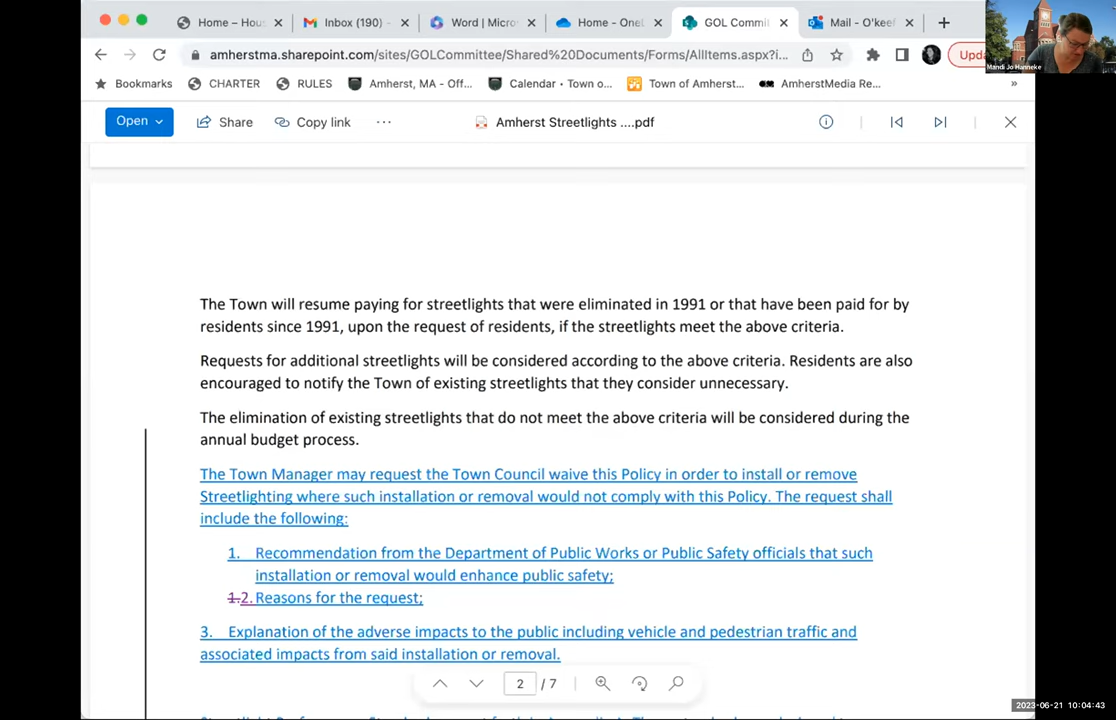 Home – Hous
Inbox (190) -
Word | Micro
Home - OneD
GOL Commit
Mail - O'keef
amherstma.sharepoint.com/sites/GOLCommittee/Shared%20Documents/Forms/AllItems.aspx?i...
Upda
Mandi Jo Hanneke
Bookmarks
CHARTER
RULES
Amherst, MA - Off...
Calendar • Town o...
Town of Amherst...
AmherstMedia Re...
»
Open
Share
Copy link
...
Amherst Streetlights ....pdf
The Town will resume paying for streetlights that were eliminated in 1991 or that have been paid for by
residents since 1991, upon the request of residents, if the streetlights meet the above criteria.
Requests for additional streetlights will be considered according to the above criteria. Residents are also
encouraged to notify the Town of existing streetlights that they consider unnecessary.
The elimination of existing streetlights that do not meet the above criteria will be considered during the
annual budget process.
The Town Manager may request the Town Council waive this Policy in order to install or remove
Streetlighting where such installation or removal would not comply with this Policy. The request shall
include the following:
1. Recommendation from the Department of Public Works or Public Safety officials that such
installation or removal would enhance public safety;
1.2. Reasons for the request;
3. Explanation of the adverse impacts to the public including vehicle and pedestrian traffic and
associated impacts from said installation or removal.
2 / 7
2023-06-21 10:04:43